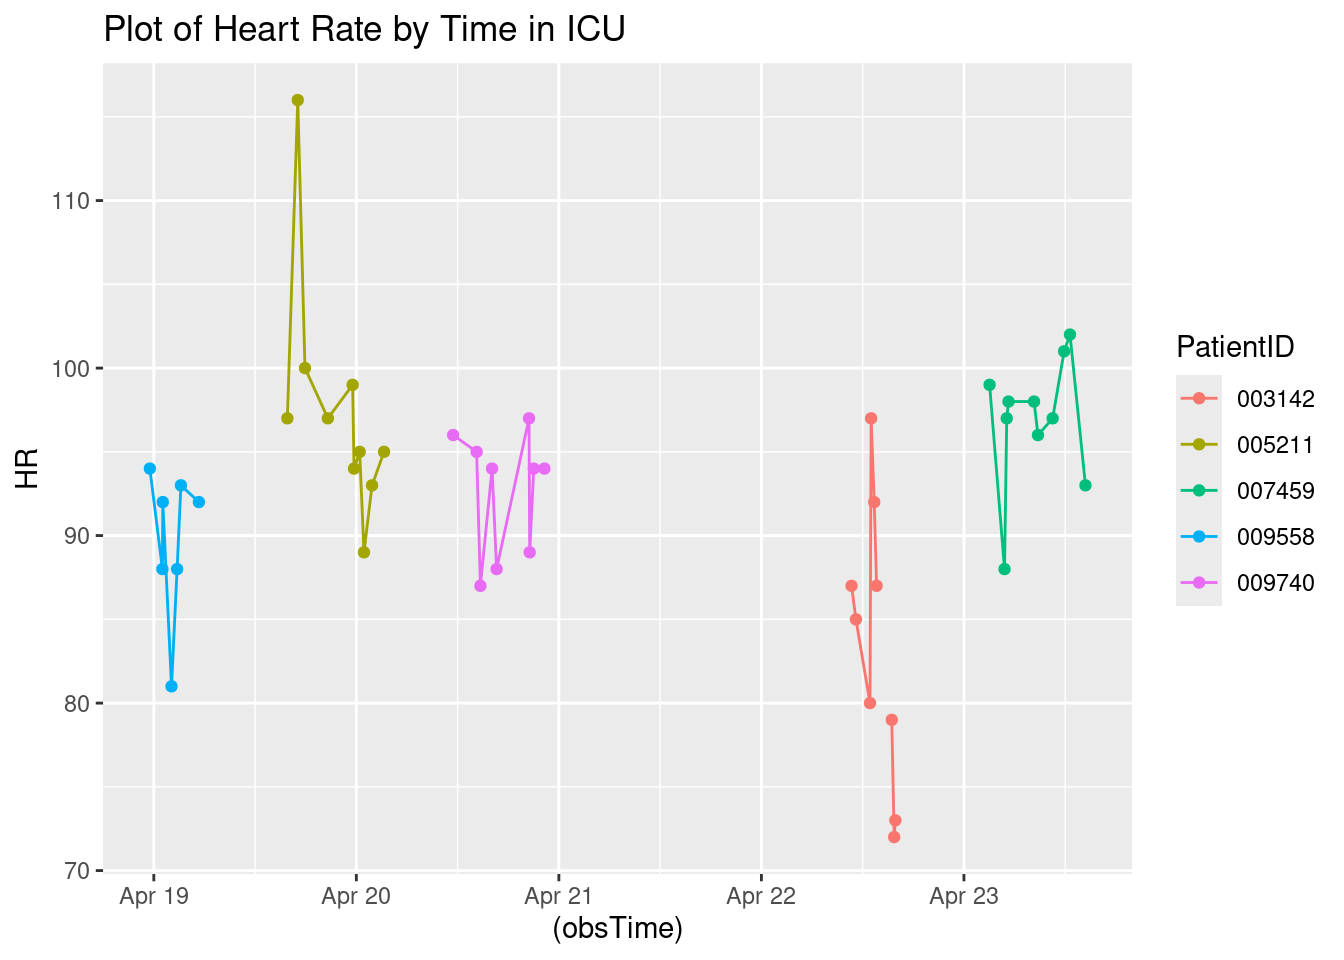 Plot of Heart Rate by Time in ICU
HR
110
100
90
80
70
Apr 19
Apr 20
Apr 21
Apr 22
Apr 23
(obsTime)
PatientID
003142
005211
007459
009558
009740